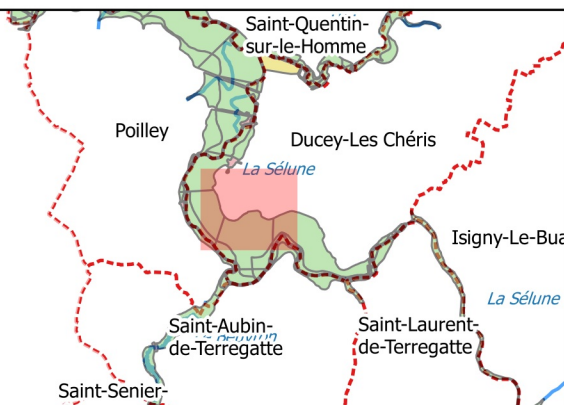 Saint-Quentin-
sur-le-Homme
Poilley
Ducey-Les Chéris
La Sélune
Isigny-Le-Bua
La Sélune
Saint-Aubin-
de-Terregatte
Saint-Laurent-
de-Terregatte
Saint-Senier-